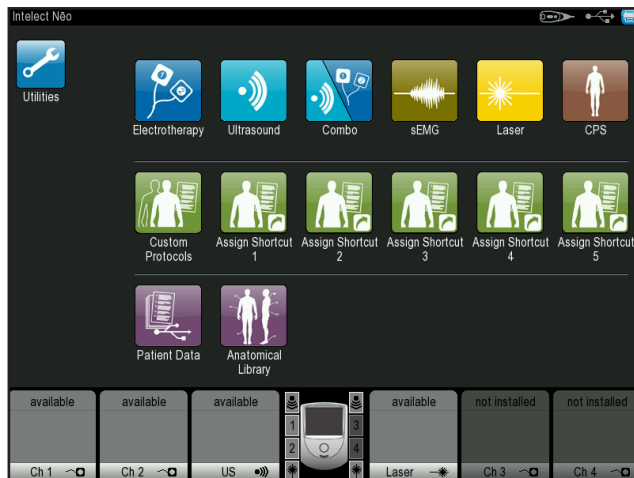 Intelect Nēo
Utilities
Electrotherapy
Ultrasound
Combo
sEMG
Laser
CPS
Custom
Protocols
Assign Shortcut
1
Assign Shortcut
2
Assign Shortcut
3
Assign Shortcut
4
Assign Shortcut
5
Patient Data
Anatomical
Library
available
available
available
available
not installed
not installed
1
3
2
4
Ch 1
Ch 2
US
Laser
Ch 3
Ch 4